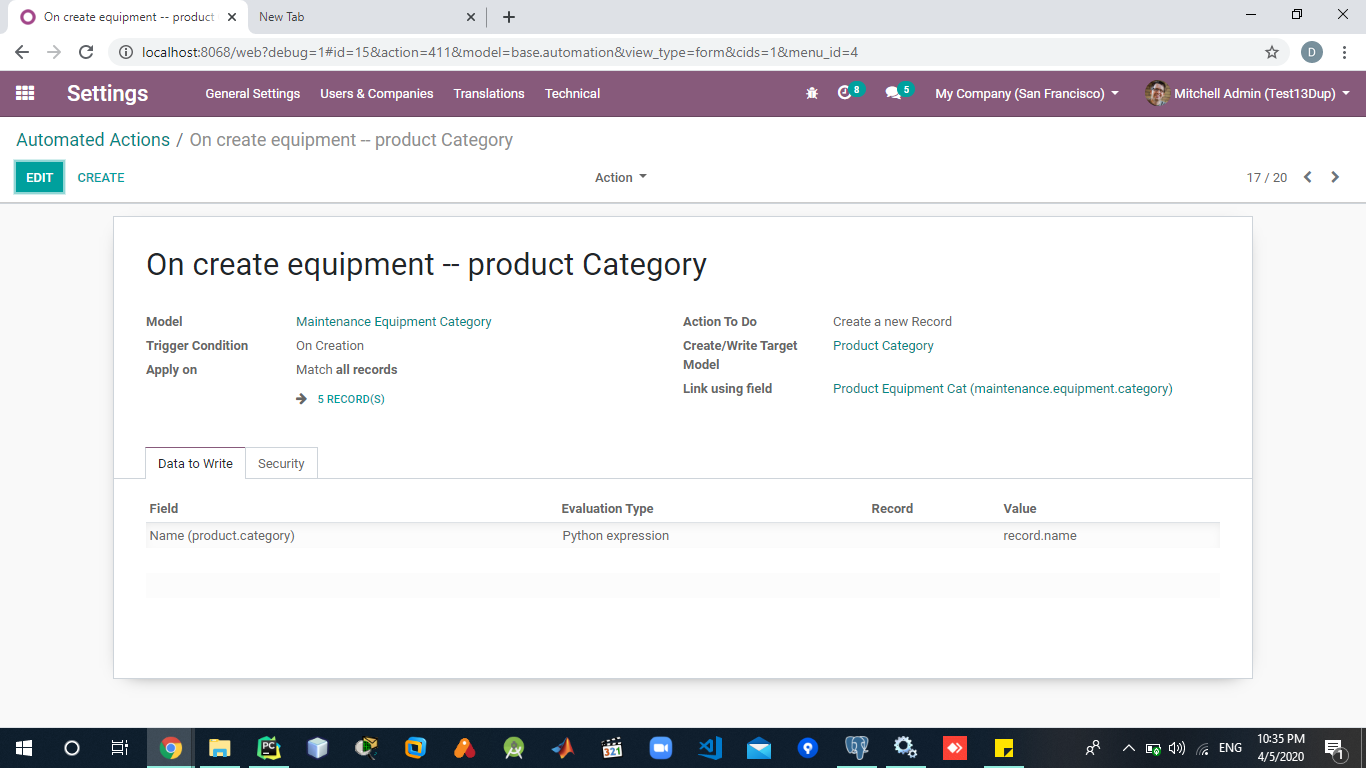 On create equipment -- product
New Tab
localhost:8068/web?debug=1#id=15&action=411&model=base.automation&view_type=form&cids=1&menu_id=4
D
Settings
General Settings
Users & Companies
Translations
Technical
8
5
My Company (San Francisco)
Mitchell Admin (Test13Dup)
Automated Actions / On create equipment -- product Category
EDIT
CREATE
Action
17 / 20
On create equipment -- product Category
Model
Maintenance Equipment Category
Trigger Condition
On Creation
Apply on
Match all records
5 RECORD(S)
Action To Do
Create a new Record
Create/Write Target
Model
Product Category
Link using field
Product Equipment Cat (maintenance.equipment.category)
Data to Write
Security
Field
Evaluation Type
Record
Value
Name (product.category)
Python expression
record.name
PC
321
ENG
10:35 PM
4/5/2020
1